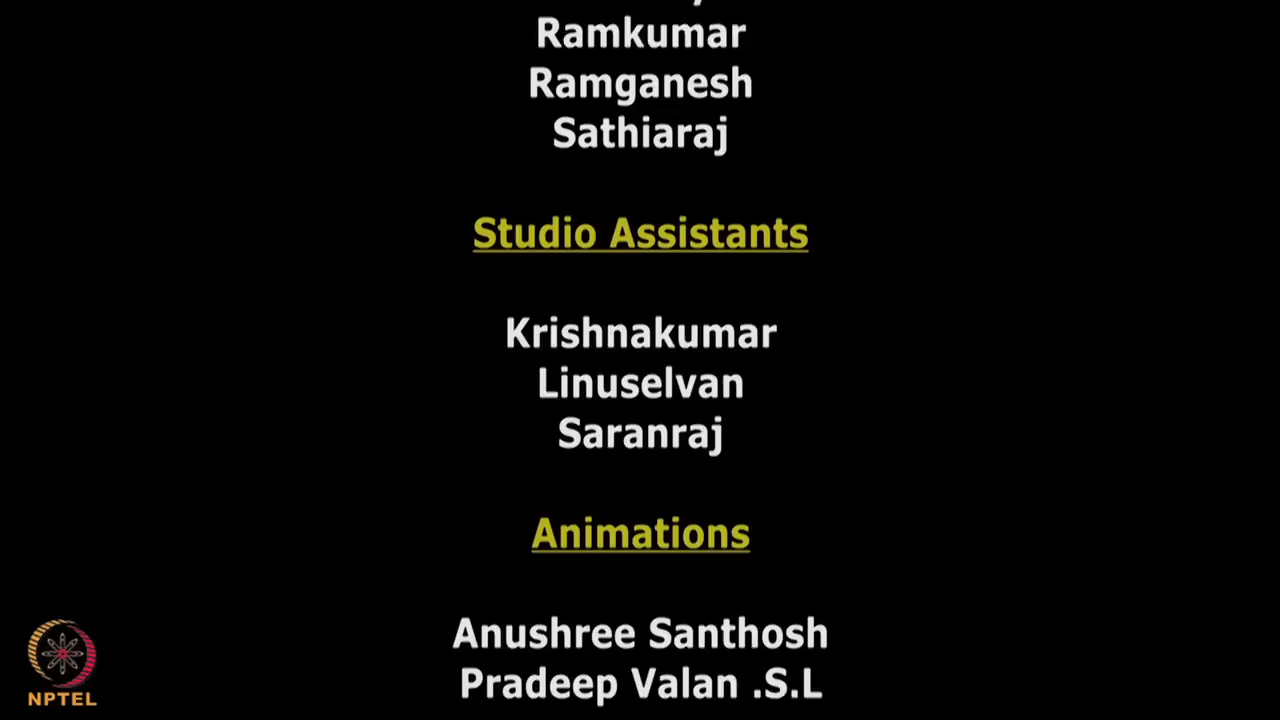 Ramkumar
Ramganesh
Sathiaraj
Studio Assistants
Krishnakumar
Linuselvan
Saranraj
Animations
Anushree Santhosh
Pradeep Valan .S.L
NPTEL